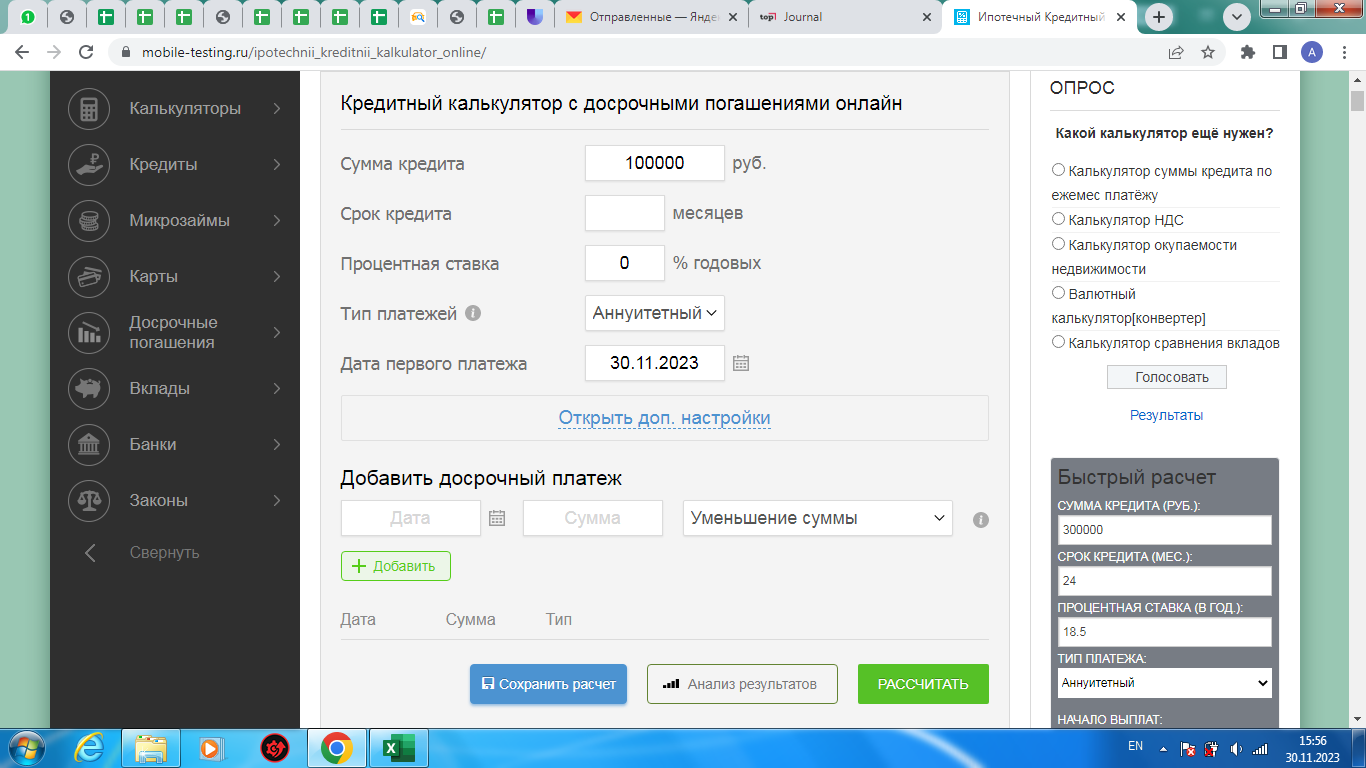 Отправленные — Янде
top1 Journal
Ипотечный Кредитный
mobile-testing.ru/ipotechnii_kreditnii_kalkulator_online/
A
Калькуляторы
Кредиты
Микрозаймы
Карты
Досрочные
погашения
Вклады
Банки
Законы
Свернуть
Кредитный калькулятор с досрочными погашениями онлайн
Сумма кредита 100000 руб.
Срок кредита месяцев
Процентная ставка 0 % годовых
Тип платежей i Аннуитетный
Дата первого платежа 30.11.2023
Открыть доп. настройки
Добавить досрочный платеж
Дата Сумма Уменьшение суммы i
+ Добавить
Дата Сумма Тип
Сохранить расчет Анализ результатов РАССЧИТАТЬ
ОПРОС
Какой калькулятор ещё нужен?
Калькулятор суммы кредита по
ежемес платёжу
Калькулятор НДС
Калькулятор окупаемости
недвижимости
Валютный
калькулятор[конвертер]
Калькулятор сравнения вкладов
Голосовать
Результаты
Быстрый расчет
СУММА КРЕДИТА (РУБ.):
300000
СРОК КРЕДИТА (МЕС.):
24
ПРОЦЕНТНАЯ СТАВКА (В ГОД.):
18.5
ТИП ПЛАТЕЖА:
Аннуитетный
НАЧАЛО ВЫПЛАТ:
EN
15:56
30.11.2023